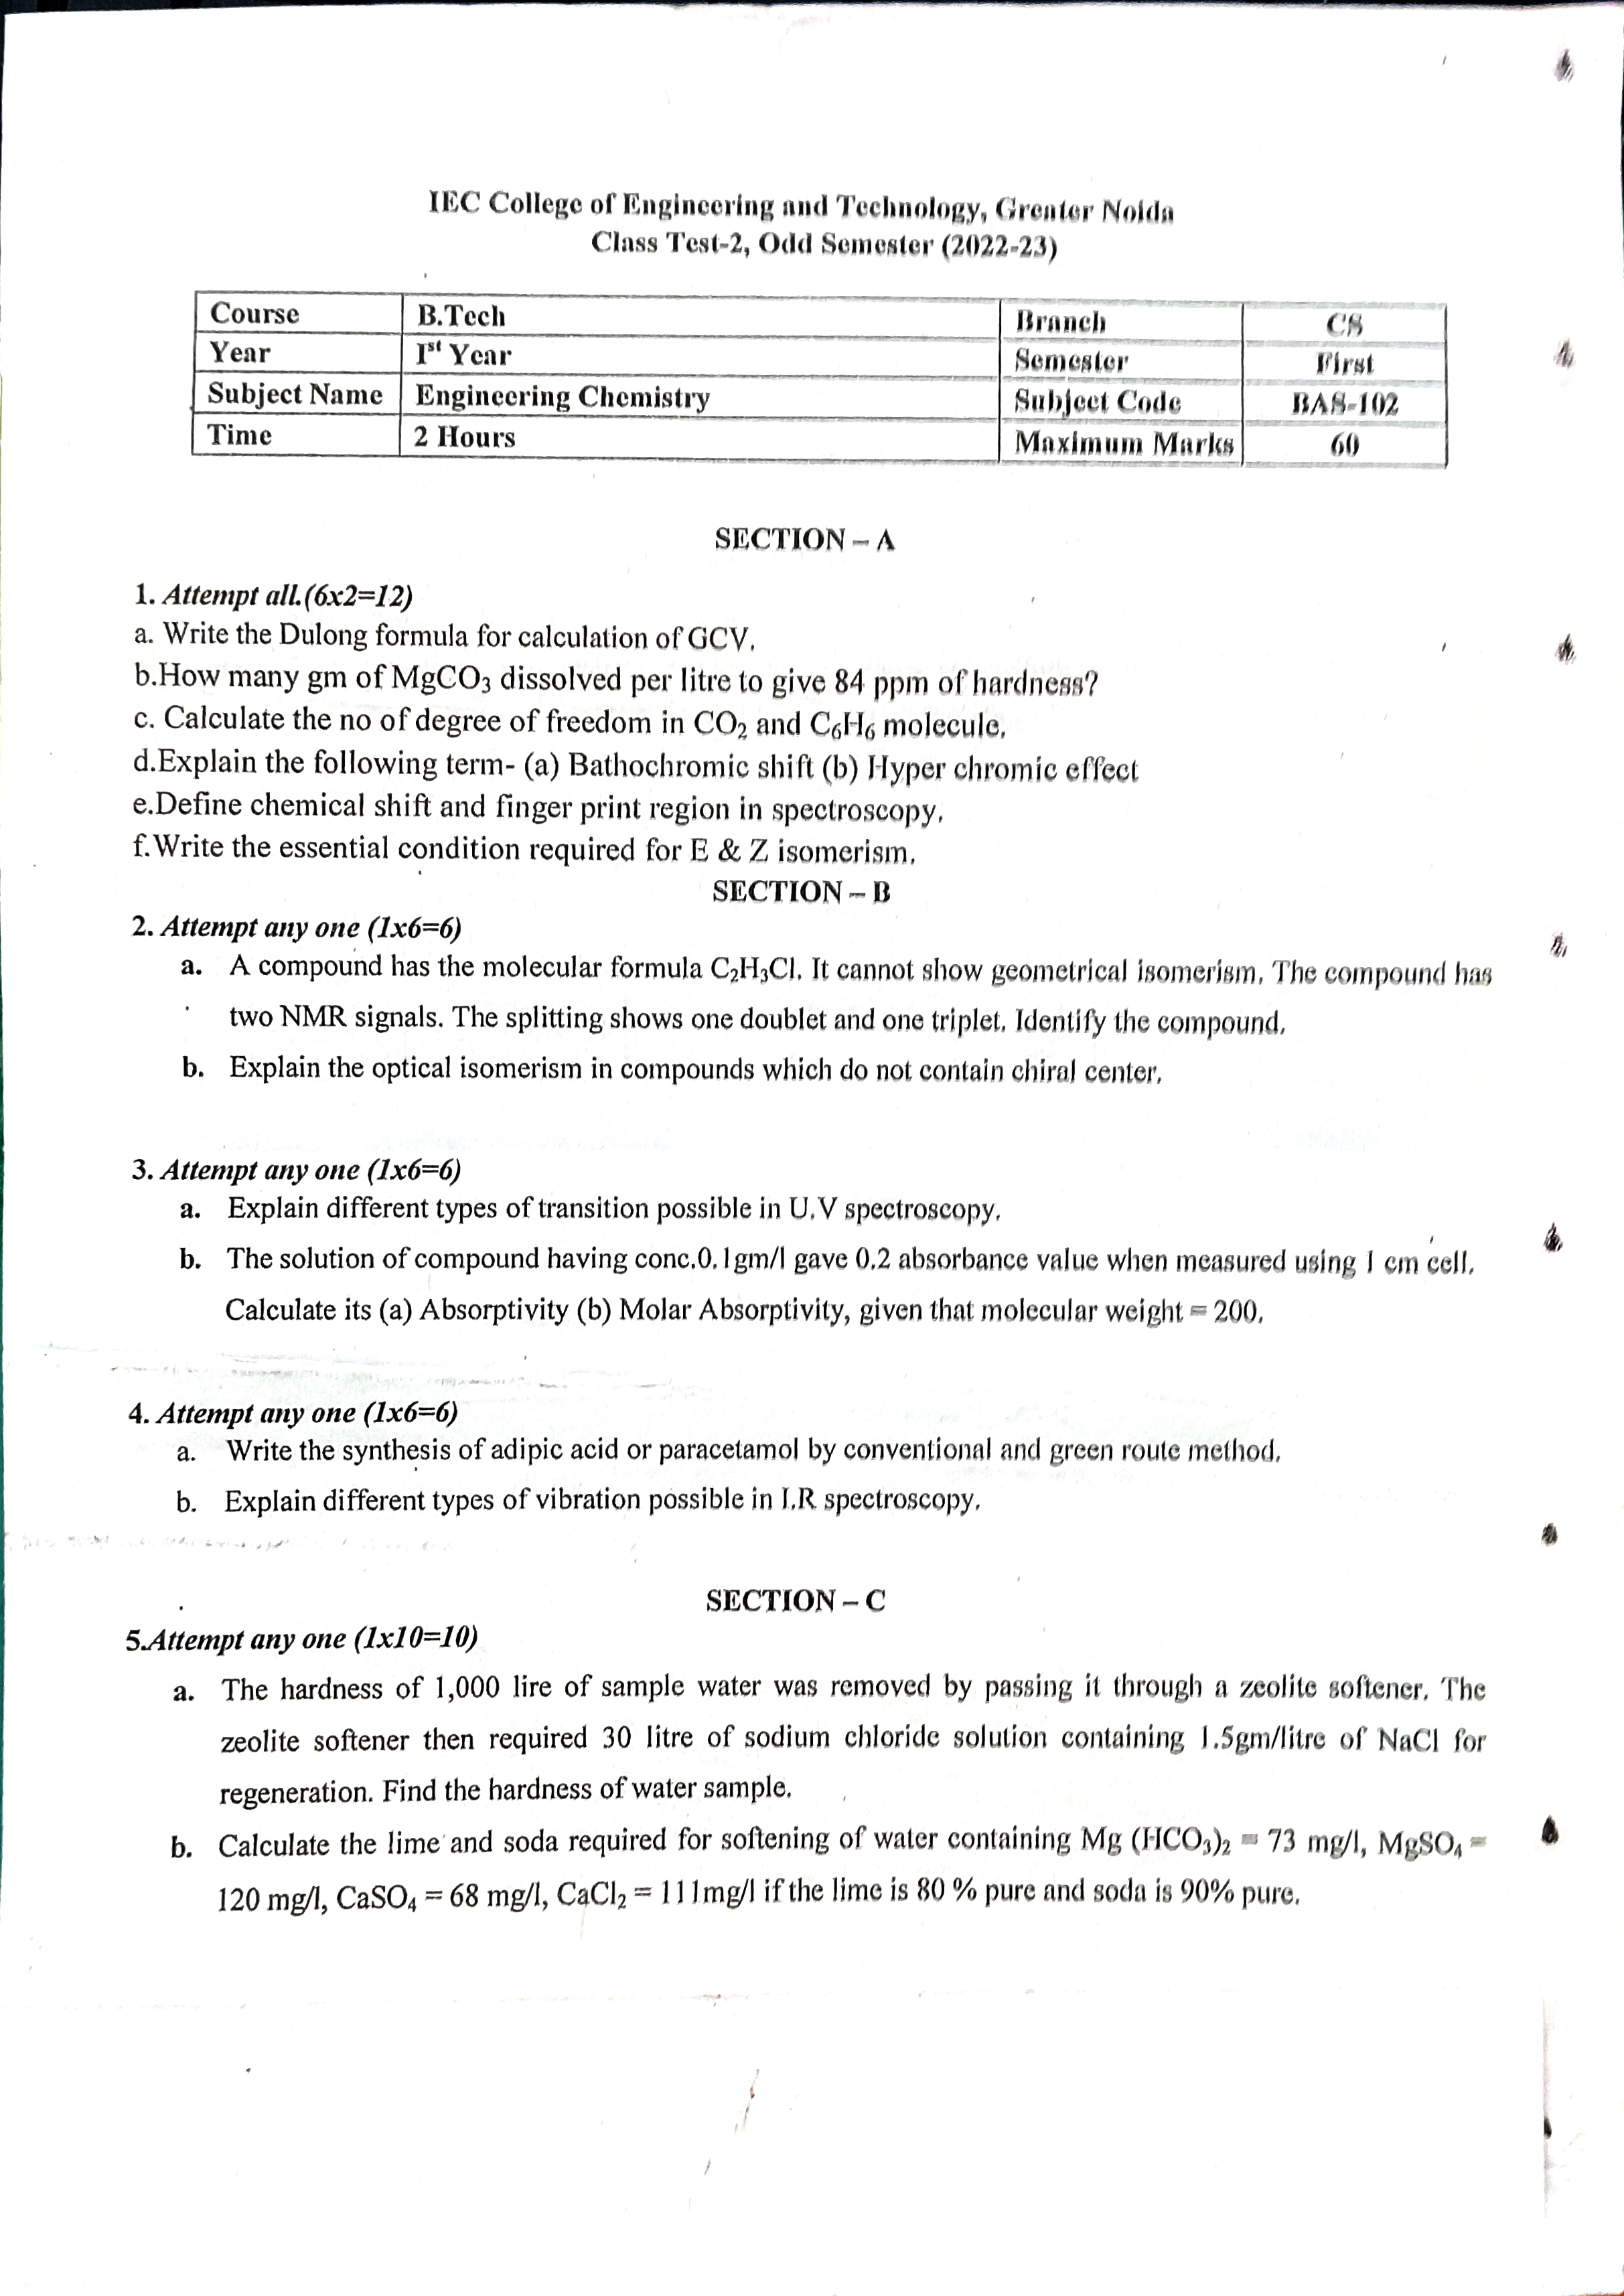 IEC College of Engineering and Technology, Greater Noida
Class Test-2, Odd Semester (2022-23)
Course B.Tech Branch CS
Year Iˢᵗ Year Semester First
Subject Name Engineering Chemistry Subject Code BAS-102
Time 2 Hours Maximum Marks 60
SECTION – A
1. Attempt all.(6x2=12)
a. Write the Dulong formula for calculation of GCV.
b.How many gm of MgCO₃ dissolved per litre to give 84 ppm of hardness?
c. Calculate the no of degree of freedom in CO₂ and C₆H₆ molecule.
d.Explain the following term- (a) Bathochromic shift (b) Hyper chromic effect
e.Define chemical shift and finger print region in spectroscopy.
f.Write the essential condition required for E & Z isomerism.
SECTION – B
2. Attempt any one (1x6=6)
a. A compound has the molecular formula C₂H₃Cl. It cannot show geometrical isomerism. The compound has
two NMR signals. The splitting shows one doublet and one triplet. Identify the compound.
b. Explain the optical isomerism in compounds which do not contain chiral center.
3. Attempt any one (1x6=6)
a. Explain different types of transition possible in U.V spectroscopy.
b. The solution of compound having conc.0.1gm/l gave 0.2 absorbance value when measured using 1 cm cell.
Calculate its (a) Absorptivity (b) Molar Absorptivity, given that molecular weight = 200.
4. Attempt any one (1x6=6)
a. Write the synthesis of adipic acid or paracetamol by conventional and green route method.
b. Explain different types of vibration possible in I.R spectroscopy.
SECTION – C
5.Attempt any one (1x10=10)
a. The hardness of 1,000 lire of sample water was removed by passing it through a zeolite softener. The
zeolite softener then required 30 litre of sodium chloride solution containing 1.5gm/litre of NaCl for
regeneration. Find the hardness of water sample.
b. Calculate the lime and soda required for softening of water containing Mg (HCO₃)₂ = 73 mg/l, MgSO₄ =
120 mg/l, CaSO₄ = 68 mg/l, CaCl₂ = 111mg/l if the lime is 80 % pure and soda is 90% pure.